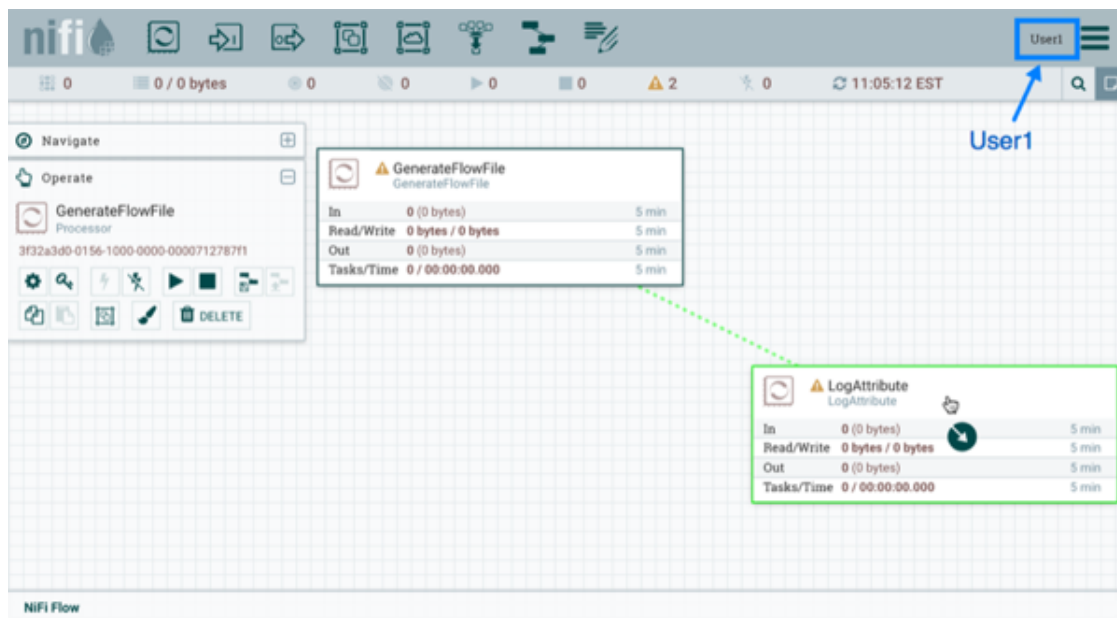 nifi
User1
0
0 / 0 bytes
0
0
0
0
2
0
11:05:12 EST
User1
Navigate
Operate
GenerateFlowFile
Processor
3f32a3d0-0156-1000-0000-0000712787f1
DELETE
GenerateFlowFile
GenerateFlowFile
In 0 (0 bytes) 5 min
Read/Write 0 bytes / 0 bytes 5 min
Out 0 (0 bytes) 5 min
Tasks/Time 0 / 00:00:00.000 5 min
LogAttribute
LogAttribute
In 0 (0 bytes) 5 min
Read/Write 0 bytes / 0 bytes 5 min
Out 0 (0 bytes) 5 min
Tasks/Time 0 / 00:00:00.000 5 min
NiFi Flow